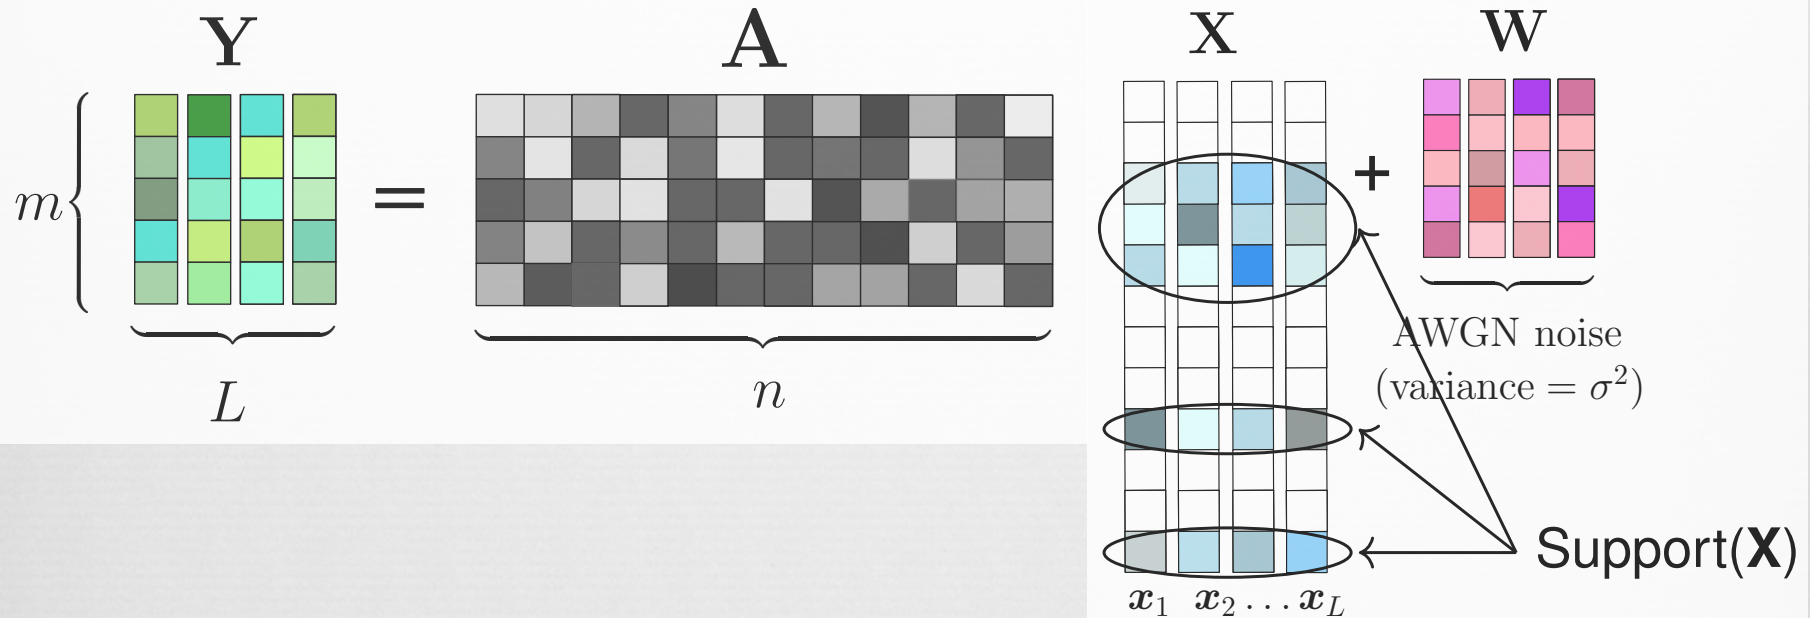 Y
=
A
X
+
W
m
L
n
AWGN noise
(variance = σ²)
Support(X)
x₁ x₂ ... x_L